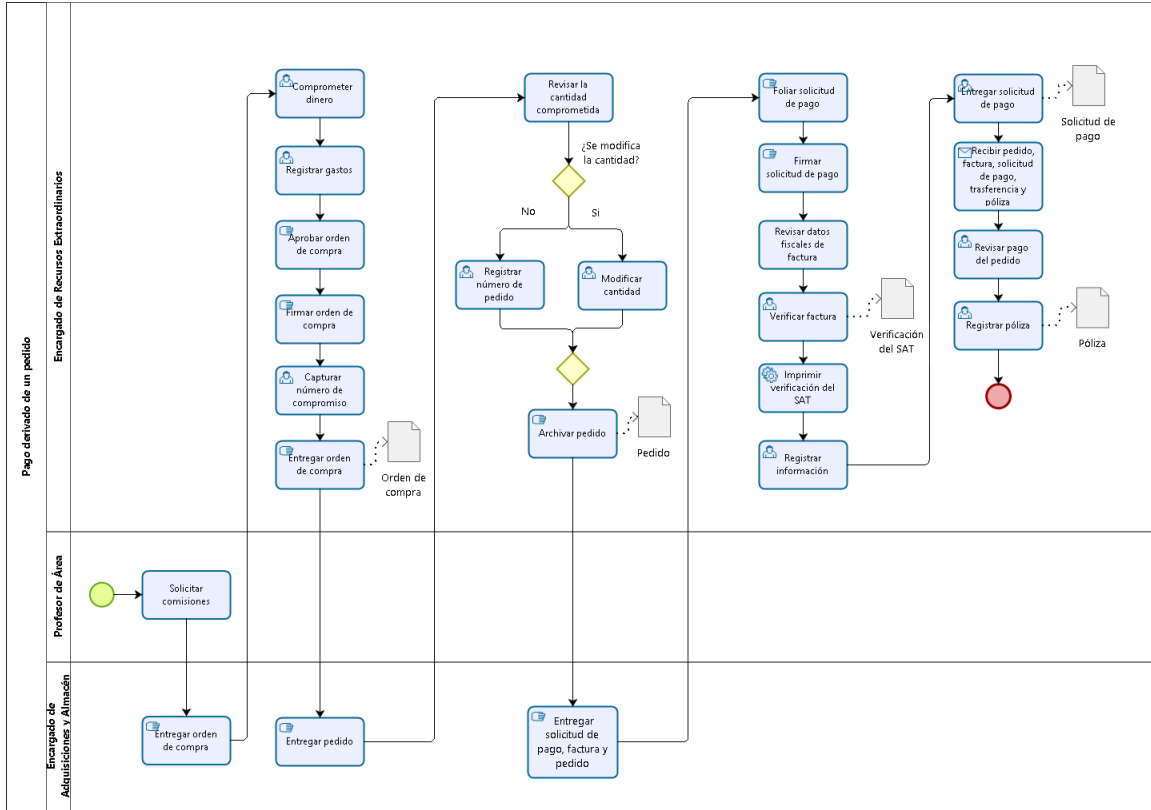 Pago derivado de un pedido
Encargado de Recursos Extraordinarios
Comprometer
dinero
Registrar gastos
Aprobar orden
de compra
Firmar orden de
compra
Capturar
número de
compromiso
Entregar orden
de compra
Orden de
compra
Revisar la
cantidad
comprometida
¿Se modifica
la cantidad?
No
Si
Registrar
número de
pedido
Modificar
cantidad
Archivar pedido
Pedido
Foliar solicitud
de pago
Firmar
solicitud de pago
Revisar datos
fiscales de
factura
Verificar factura
Verificación
del SAT
Imprimir
verificación del
SAT
Registrar
información
Entregar solicitud
de pago
Solicitud de
pago
Recibir pedido,
factura, solicitud
de pago,
trasferencia y
póliza
Revisar pago
del pedido
Registrar póliza
Póliza
Profesor de Área
Solicitar
comisiones
Encargado de
Adquisiciones y Almacén
Entregar orden
de compra
Entregar pedido
Entregar
solicitud de
pago, factura y
pedido